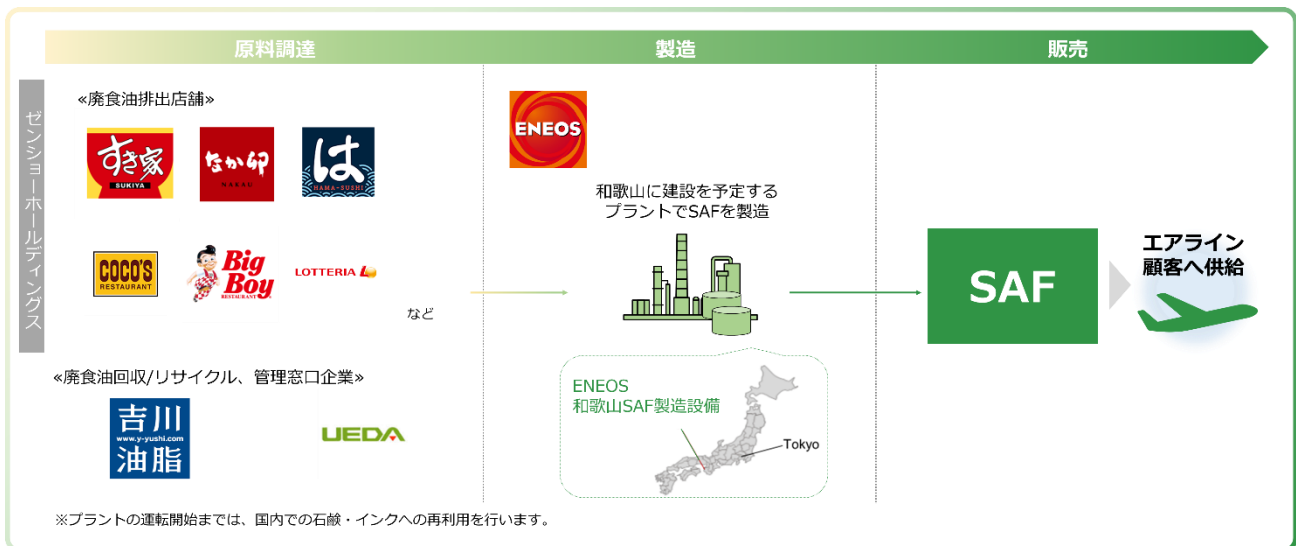 原料調達
製造
販売
ゼンショーホールディングス
≪廃食油排出店舗≫
すき家
SUKIYA
なか卯
NAKAU
は
HAMA-SUSHI
COCO'S
RESTAURANT
Big
Boy
RESTAURANT
LOTTERIA L
など
≪廃食油回収/リサイクル、管理窓口企業≫
吉川
www.y-yushi.com
油脂
UEDA
ENEOS
和歌山に建設を予定する
プラントでSAFを製造
ENEOS
和歌山SAF製造設備
Tokyo
SAF
エアライン
顧客へ供給
※プラントの運転開始までは、国内での石鹸・インクへの再利用を行います。